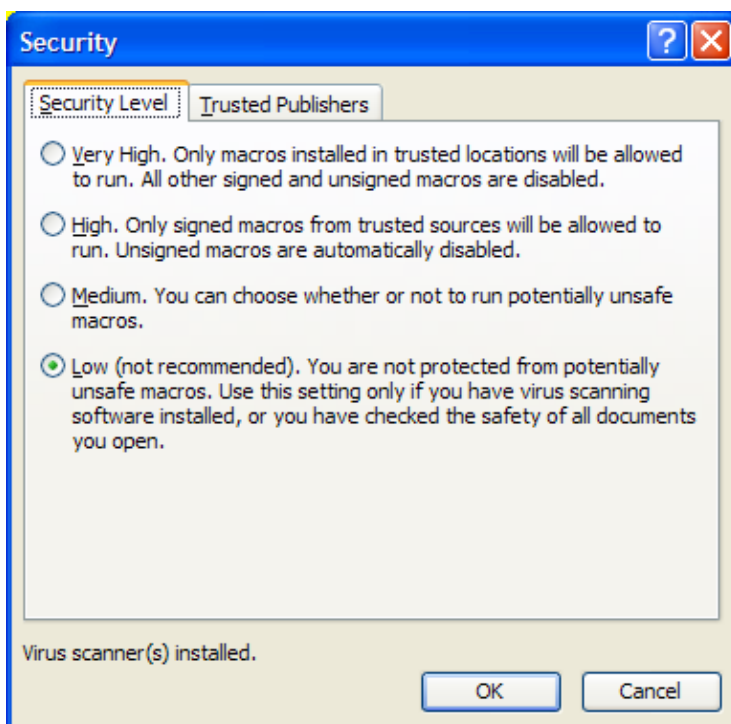 Security
Security Level
Trusted Publishers
Very High. Only macros installed in trusted locations will be allowed
to run. All other signed and unsigned macros are disabled.
High. Only signed macros from trusted sources will be allowed to
run. Unsigned macros are automatically disabled.
Medium. You can choose whether or not to run potentially unsafe
macros.
Low (not recommended). You are not protected from potentially
unsafe macros. Use this setting only if you have virus scanning
software installed, or you have checked the safety of all documents
you open.
Virus scanner(s) installed.
OK
Cancel